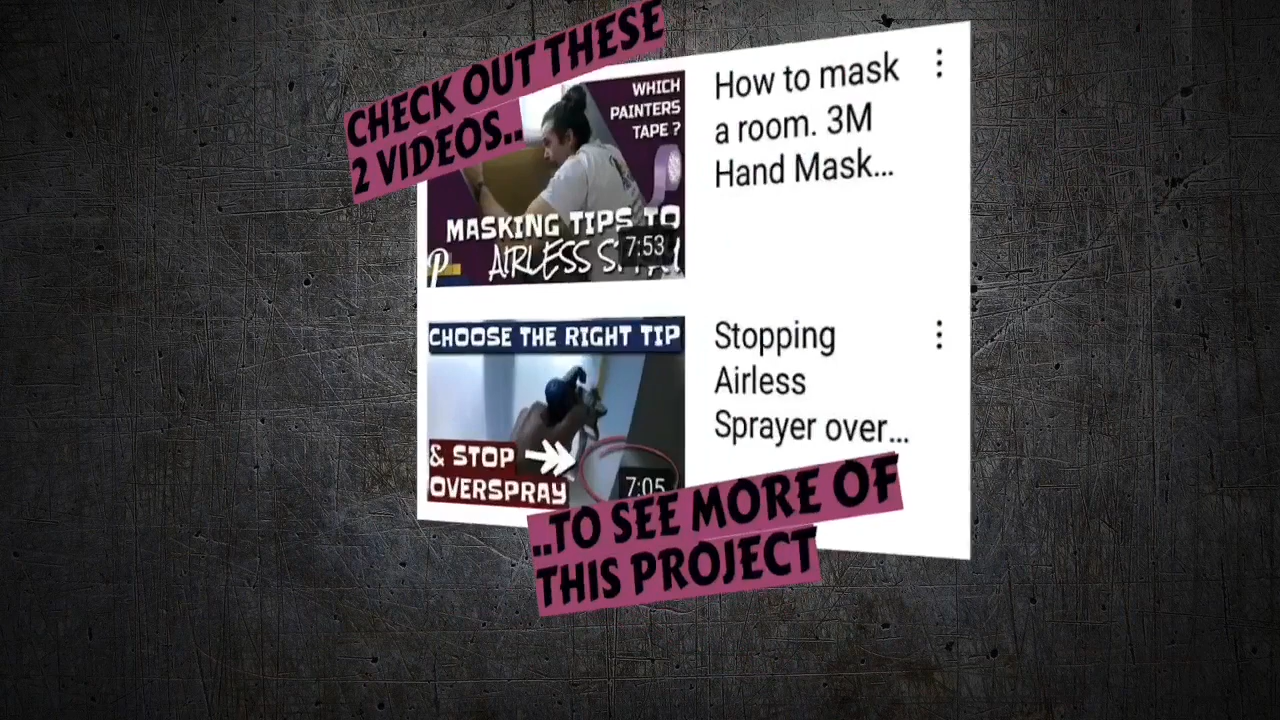 CHECK OUT THESE
2 VIDEOS..
WHICH
PAINTERS
TAPE ?
MASKING TIPS TO
AIRLESS
7:53
How to mask
a room. 3M
Hand Mask...
CHOOSE THE RIGHT TIP
& STOP
OVERSPRAY
7:05
Stopping
Airless
Sprayer over...
..TO SEE MORE OF
THIS PROJECT